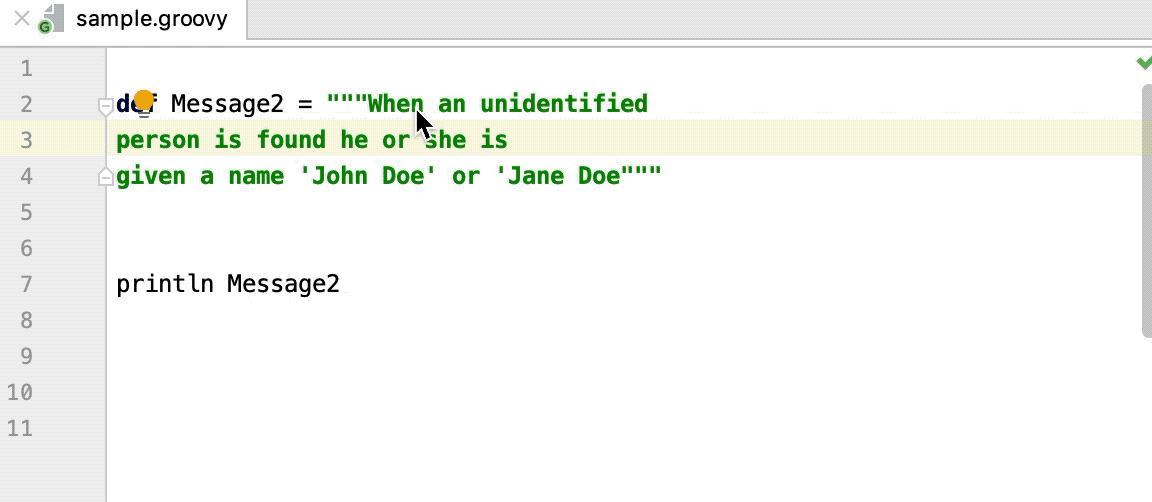 sample.groovy
1
2 def Message2 = """When an unidentified
3 person is found he or she is
4 given a name 'John Doe' or 'Jane Doe"""
5
6
7 println Message2
8
9
10
11